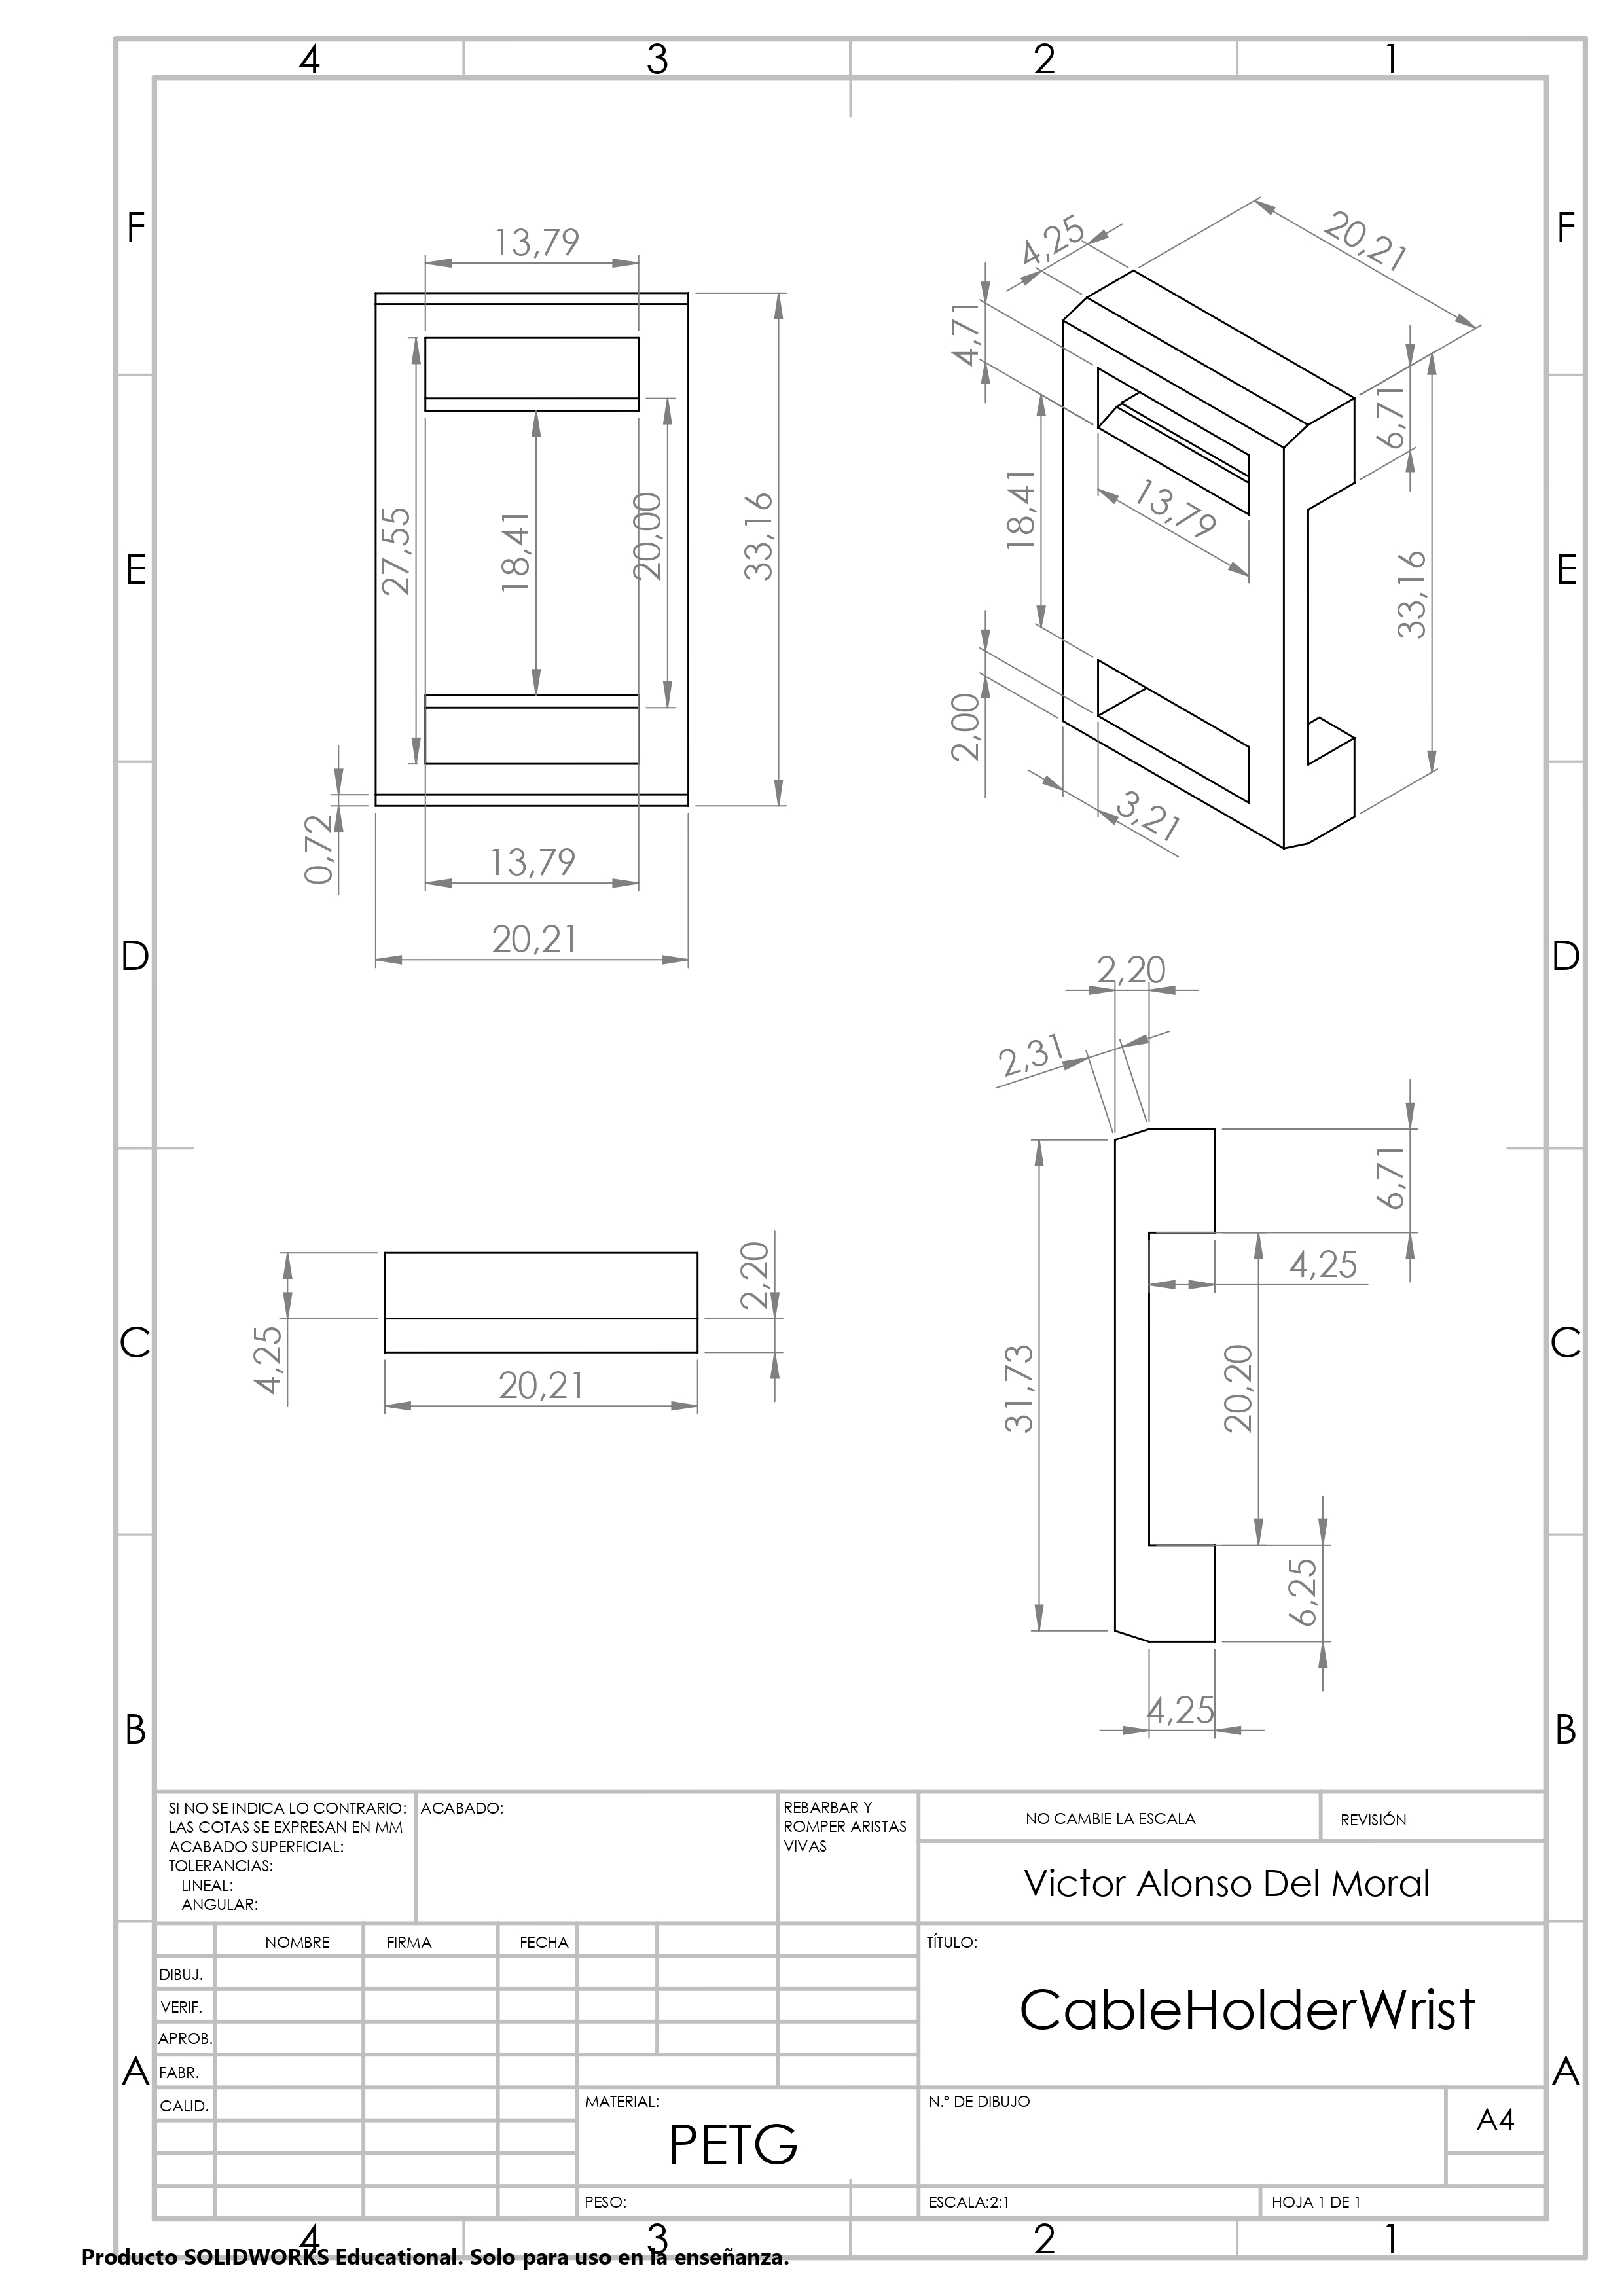 4 3 2 1
F F
13,79
4,25
20,21
4,71
6,71
13,79
18,41
27,55
18,41
20,00
33,16
33,16
E E
2,00
3,21
0,72
13,79
20,21
D D
2,20
2,31
6,71
4,25
2,20
4,25
20,21
31,73
20,20
C C
6,25
4,25
B B
SI NO SE INDICA LO CONTRARIO:
LAS COTAS SE EXPRESAN EN MM
ACABADO SUPERFICIAL:
TOLERANCIAS:
LINEAL:
ANGULAR:
ACABADO:
REBARBAR Y
ROMPER ARISTAS
VIVAS
NO CAMBIE LA ESCALA
REVISIÓN
Victor Alonso Del Moral
NOMBRE FIRMA FECHA
DIBUJ.
VERIF.
APROB.
FABR.
CALID.
TÍTULO:
CableHolderWrist
A A
MATERIAL:
PETG
N.º DE DIBUJO
A4
PESO:
ESCALA:2:1
HOJA 1 DE 1
4 3 2 1
Producto SOLIDWORKS Educational. Solo para uso en la enseñanza.